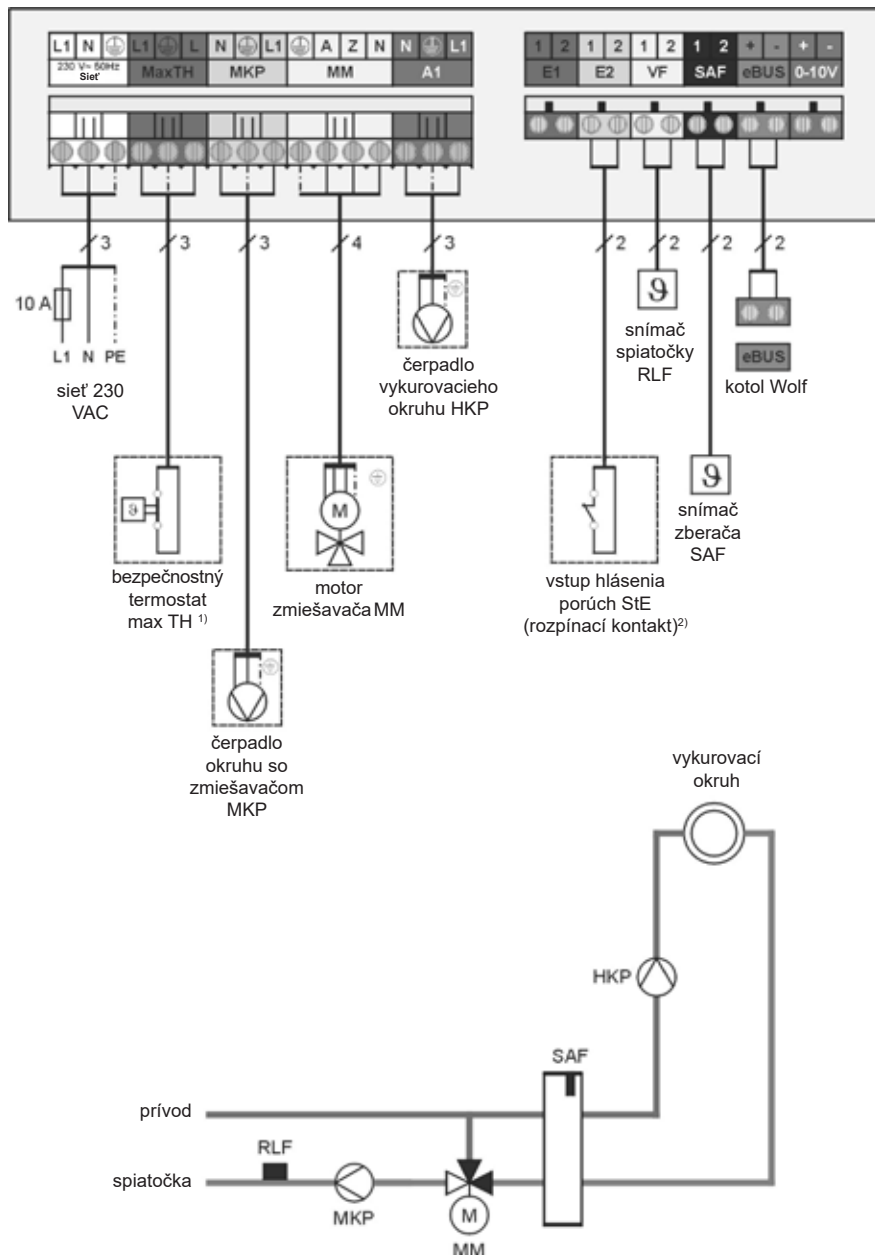 L1 N L1 L N L1 A Z N N L1
230 V~ 50Hz
Sieť MaxTH MKP MM A1
1 2 1 2 1 2 1 2 + - + -
E1 E2 VF SAF eBUS 0-10V
3 3 3 4 3 2 2 2 2
10 A
L1 N PE
sieť 230
VAC
čerpadlo
vykurovacieho
okruhu HKP
ϑ
snímač
spiatočky
RLF
eBUS
kotol Wolf
ϑ
bezpečnostný
termostat
max TH 1)
M
motor
zmiešavača MM
vstup hlásenia
porúch StE
(rozpínací kontakt)2)
ϑ
snímač
zberača
SAF
čerpadlo
okruhu so
zmiešavačom
MKP
vykurovací
okruh
HKP
SAF
prívod
RLF
spiatočka
MKP
M
MM